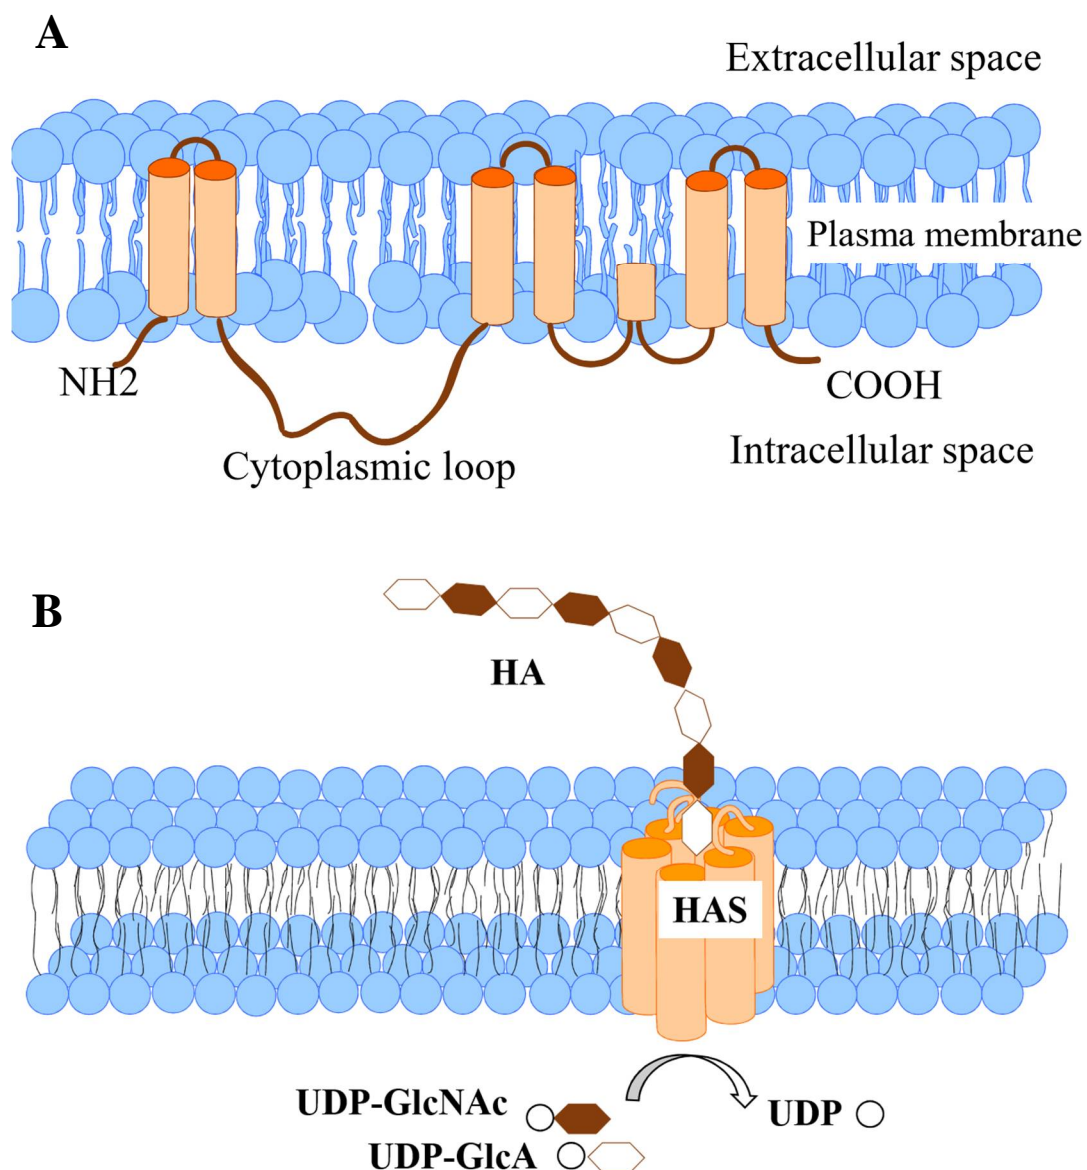 A
Extracellular space
Plasma membrane
NH2
COOH
Cytoplasmic loop
Intracellular space
B
HA
HAS
UDP-GlcNAc
UDP
UDP-GlcA